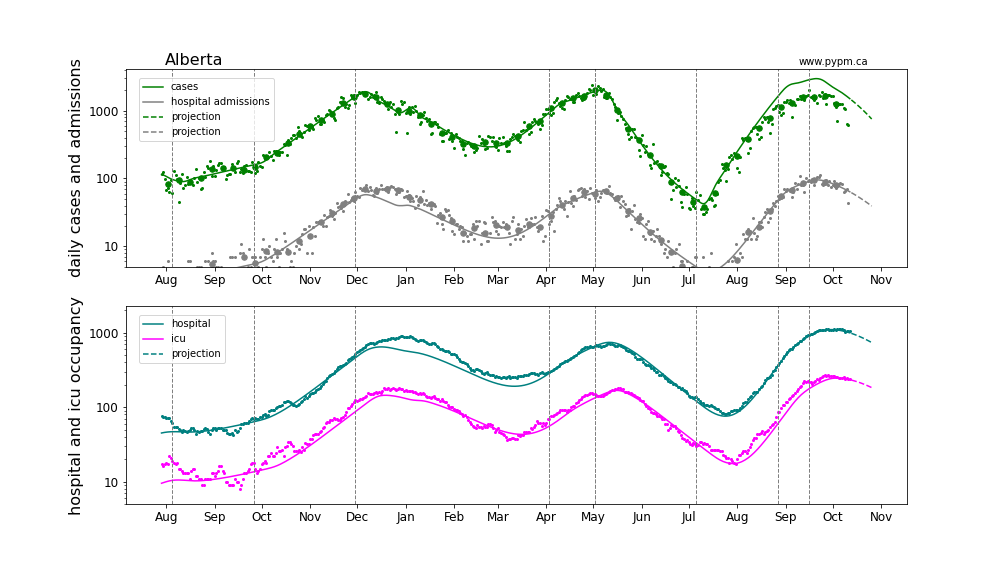 Alberta
www.pypm.ca
daily cases and admissions
cases
hospital admissions
projection
projection
1000
100
10
Aug Sep Oct Nov Dec Jan Feb Mar Apr May Jun Jul Aug Sep Oct Nov
hospital and icu occupancy
hospital
icu
projection
1000
100
10
Aug Sep Oct Nov Dec Jan Feb Mar Apr May Jun Jul Aug Sep Oct Nov